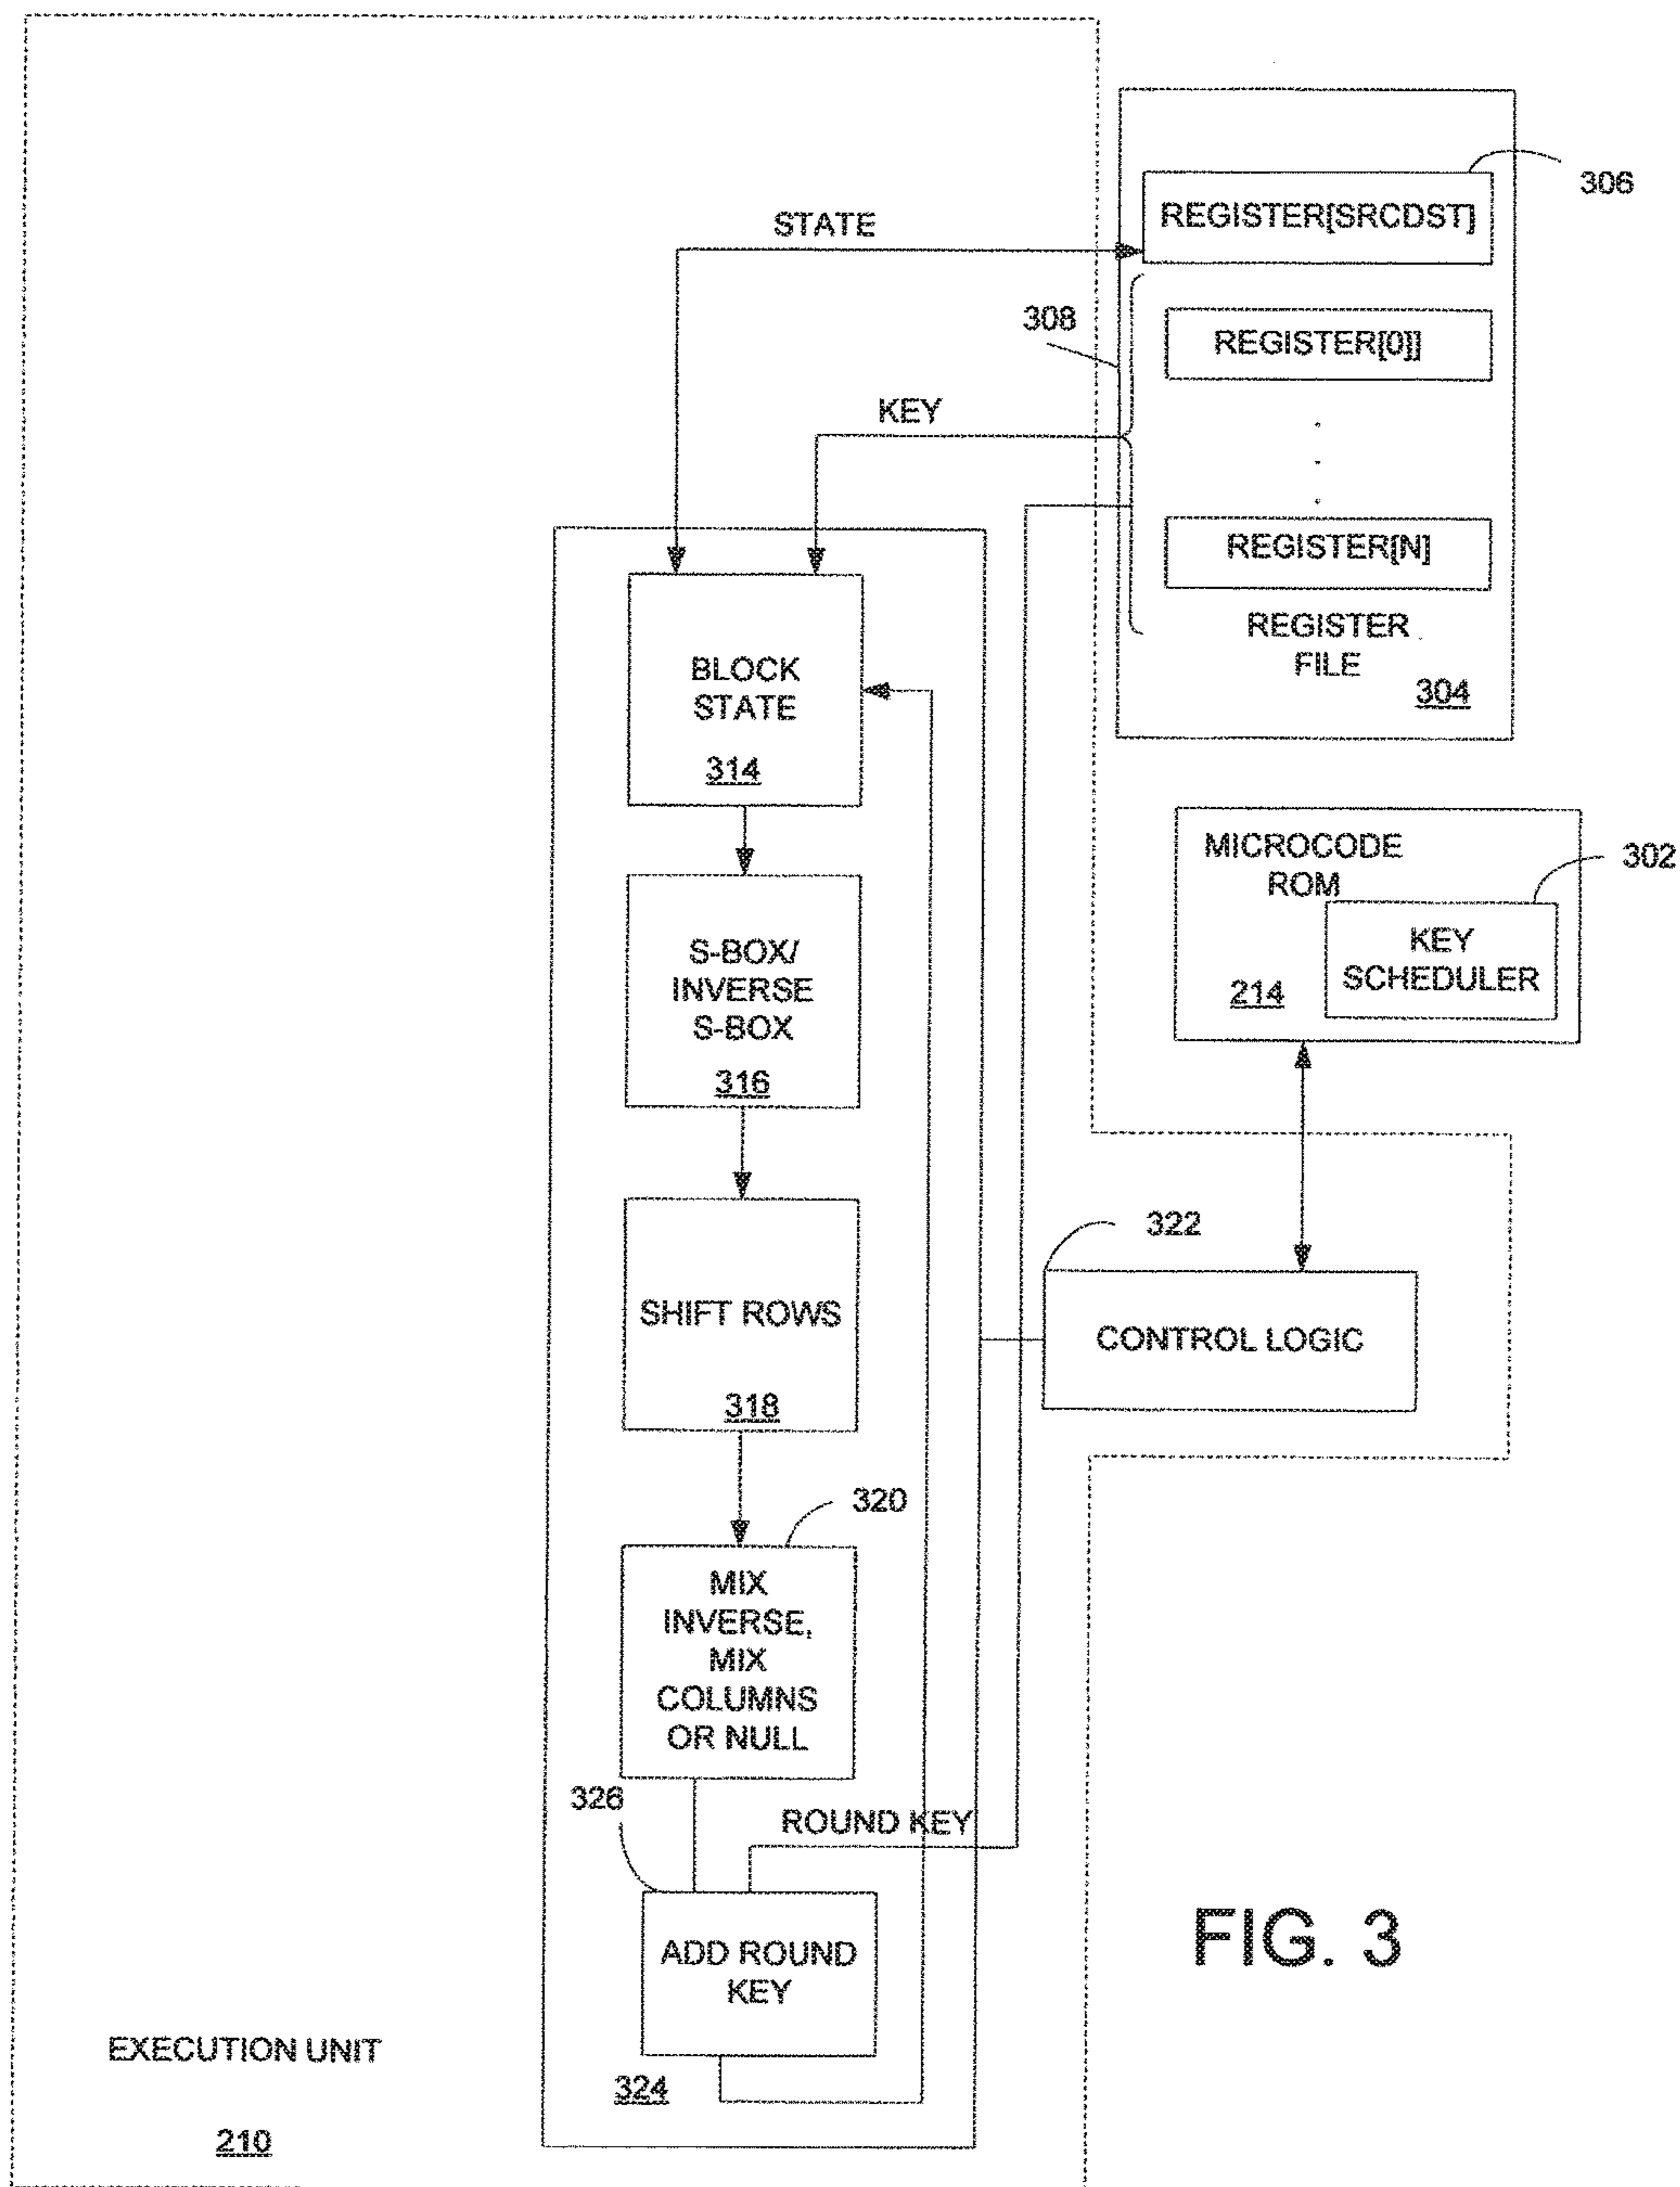 306
REGISTER[SRCDST]
STATE
308
REGISTER[0]]
KEY
REGISTER[N]
REGISTER
FILE
304
BLOCK
STATE
314
MICROCODE
ROM
302
KEY
SCHEDULER
214
S-BOX/
INVERSE
S-BOX
316
322
SHIFT ROWS
318
CONTROL LOGIC
320
MIX
INVERSE,
MIX
COLUMNS
OR NULL
326
ROUND KEY
ADD ROUND
KEY
324
FIG. 3
EXECUTION UNIT
210